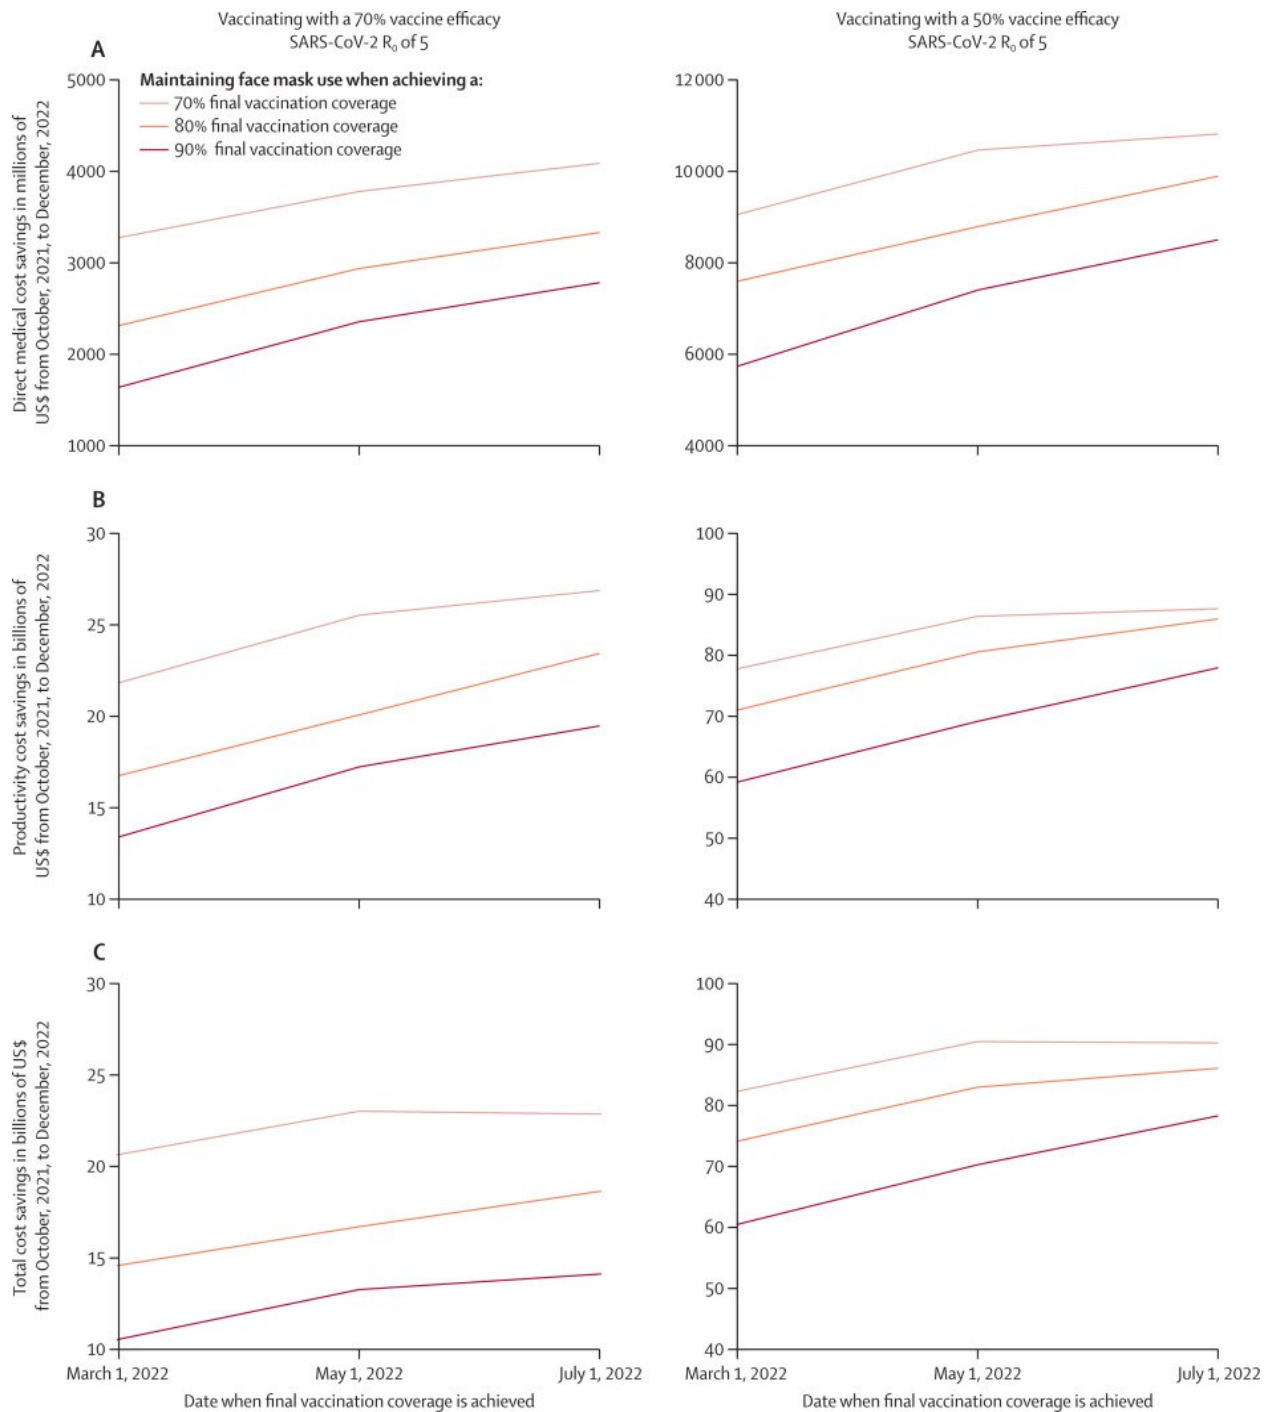 Vaccinating with a 70% vaccine efficacy
SARS-CoV-2 R₀ of 5
Vaccinating with a 50% vaccine efficacy
SARS-CoV-2 R₀ of 5
A
Maintaining face mask use when achieving a:
70% final vaccination coverage
80% final vaccination coverage
90% final vaccination coverage
Direct medical cost savings in millions of
US$ from October, 2021, to December, 2022
5000
4000
3000
2000
1000
12000
10000
8000
6000
4000
B
Productivity cost savings in billions of
US$ from October, 2021, to December, 2022
30
25
20
15
10
100
90
80
70
60
50
40
C
Total cost savings in billions of US$
from October, 2021, to December, 2022
30
25
20
15
10
100
90
80
70
60
50
40
March 1, 2022
May 1, 2022
July 1, 2022
Date when final vaccination coverage is achieved
March 1, 2022
May 1, 2022
July 1, 2022
Date when final vaccination coverage is achieved